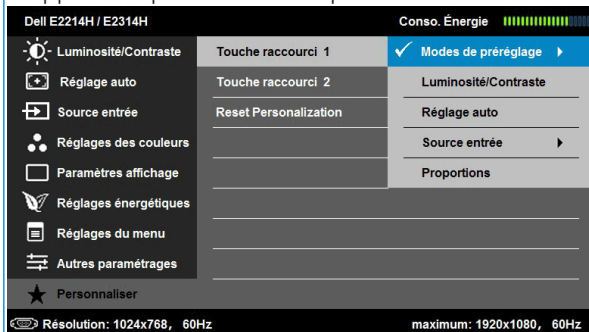 Dell E2214H / E2314H Conso. Énergie
Luminosité/Contraste Touche raccourci 1 Modes de préréglage
Réglage auto Touche raccourci 2 Luminosité/Contraste
Source entrée Reset Personalization Réglage auto
Réglages des couleurs Source entrée
Paramètres affichage Proportions
Réglages énergétiques
Réglages du menu
Autres paramétrages
Personnaliser
Résolution: 1024x768, 60Hz maximum: 1920x1080, 60Hz